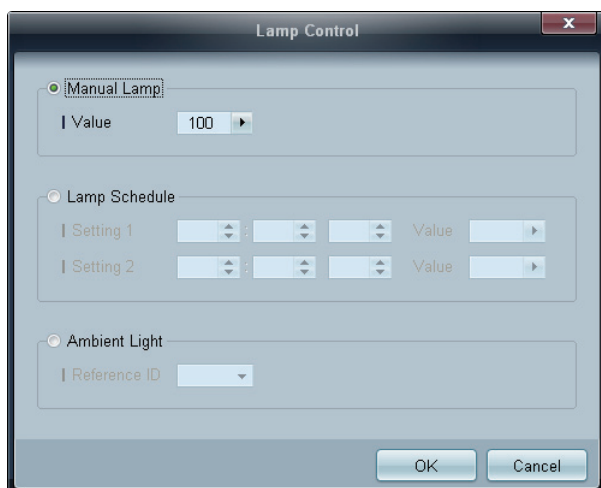 Lamp Control
x
Manual Lamp
Value 100
Lamp Schedule
Setting 1 : Value
Setting 2 : Value
Ambient Light
Reference ID
OK Cancel